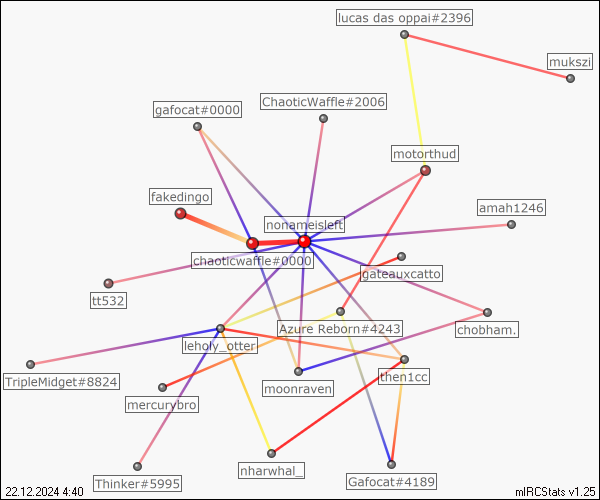 lucas das oppai#2396
mukszi
ChaoticWaffle#2006
gafocat#0000
motorthud
fakedingo
amah1246
nonameisleft
chaoticwaffle#0000
gateauxcatto
tt532
Azure Reborn#4243
chobham.
leholy_otter
then1cc
TripleMidget#8824
moonraven
mercurybro
nharwhal_
Thinker#5995
Gafocat#4189
22.12.2024 4:40
mIRCStats v1.25